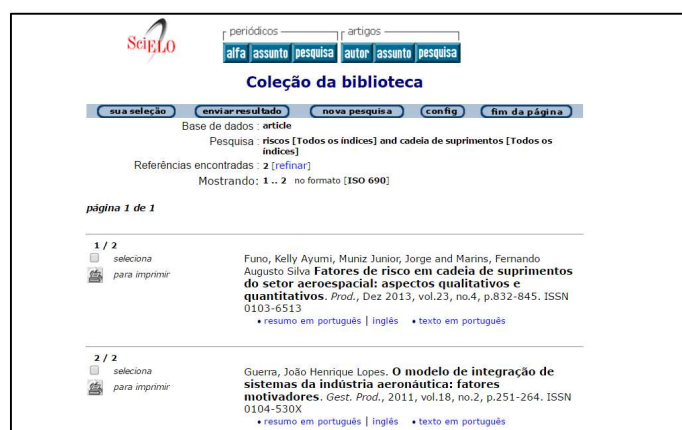 SciELO
periódicos artigos
alfa assunto pesquisa autor assunto pesquisa
Coleção da biblioteca
sua seleção enviar resultado nova pesquisa config fim da página
Base de dados : article
Pesquisa : riscos [Todos os índices] and cadeia de suprimentos [Todos os
índices]
Referências encontradas : 2 [refinar]
Mostrando: 1 .. 2 no formato [ISO 690]
página 1 de 1
1 / 2
seleciona
para imprimir
Funo, Kelly Ayumi, Muniz Junior, Jorge and Marins, Fernando
Augusto Silva Fatores de risco em cadeia de suprimentos
do setor aeroespacial: aspectos qualitativos e
quantitativos. Prod., Dez 2013, vol.23, no.4, p.832-845. ISSN
0103-6513
• resumo em português | inglês • texto em português
2 / 2
seleciona
para imprimir
Guerra, João Henrique Lopes. O modelo de integração de
sistemas da indústria aeronáutica: fatores
motivadores. Gest. Prod., 2011, vol.18, no.2, p.251-264. ISSN
0104-530X
• resumo em português | inglês • texto em português